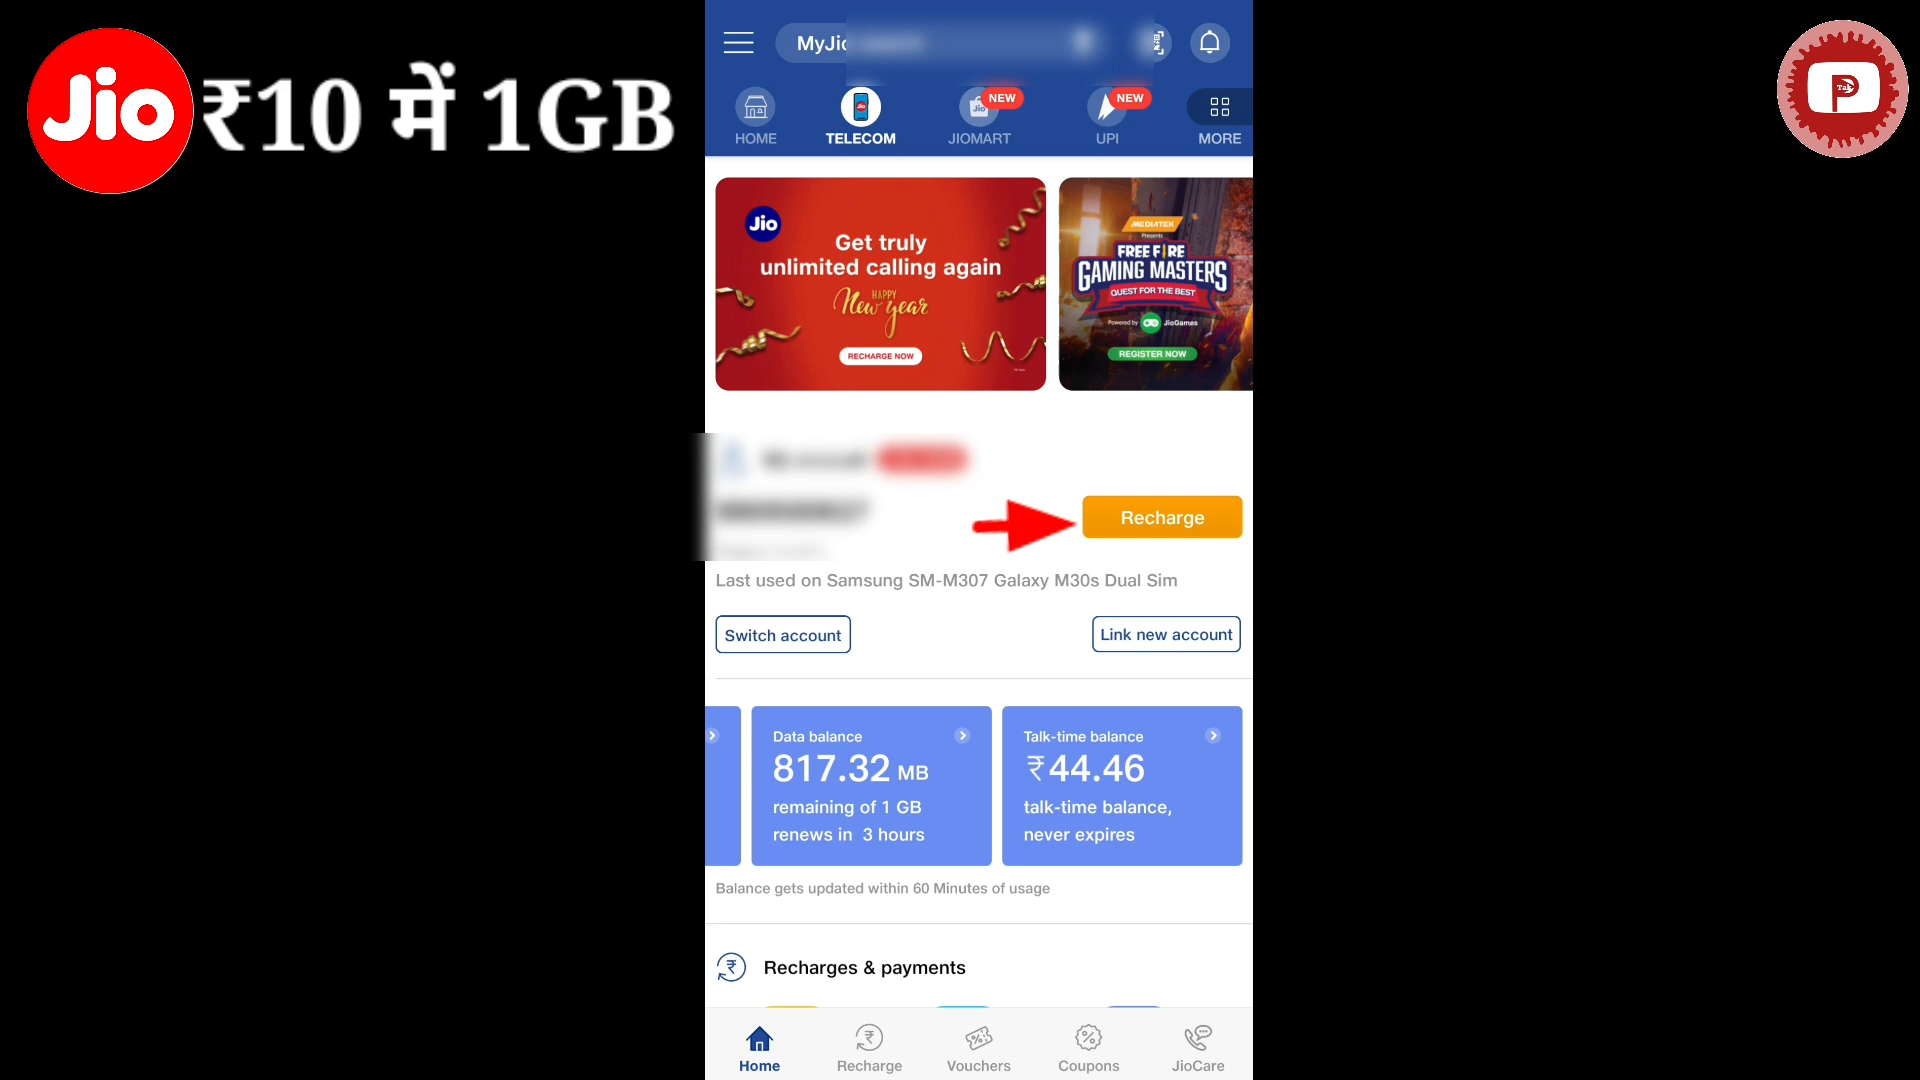 Jio ₹10 में 1GB
P
Tak
MyJio
HOME
TELECOM
NEW
JIOMART
NEW
UPI
MORE
Jio
Get truly
unlimited calling again
HAPPY
New year
RECHARGE NOW
MEDIATEK
Presents
FREE FIRE
GAMING MASTERS
QUEST FOR THE BEST
Powered by JioGames
REGISTER NOW
Recharge
Last used on Samsung SM-M307 Galaxy M30s Dual Sim
Switch account
Link new account
Data balance
817.32 MB
remaining of 1 GB
renews in 3 hours
Talk-time balance
₹44.46
talk-time balance,
never expires
Balance gets updated within 60 Minutes of usage
Recharges & payments
Home
Recharge
Vouchers
Coupons
JioCare